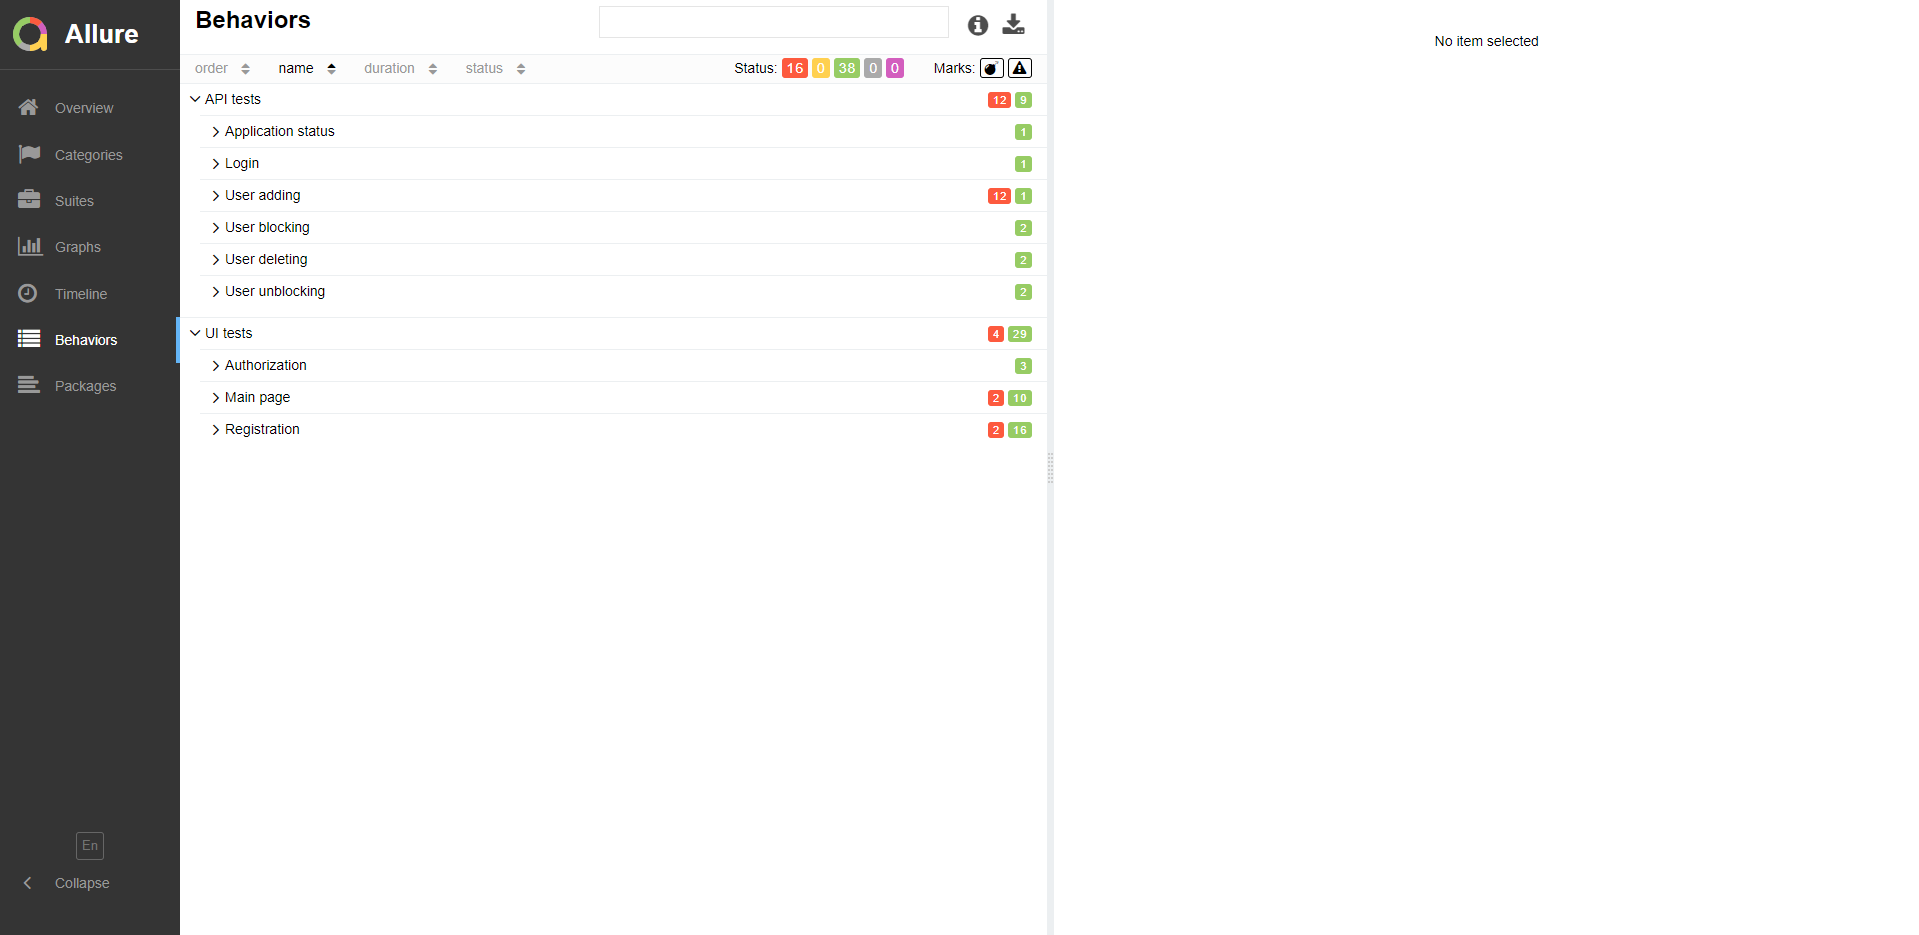 Allure
Overview
Categories
Suites
Graphs
Timeline
Behaviors
Packages
En
Collapse
Behaviors
order name duration status Status: 16 0 38 0 0 Marks:
API tests 12 9
Application status 1
Login 1
User adding 12 1
User blocking 2
User deleting 2
User unblocking 2
UI tests 4 29
Authorization 3
Main page 2 10
Registration 2 16
No item selected